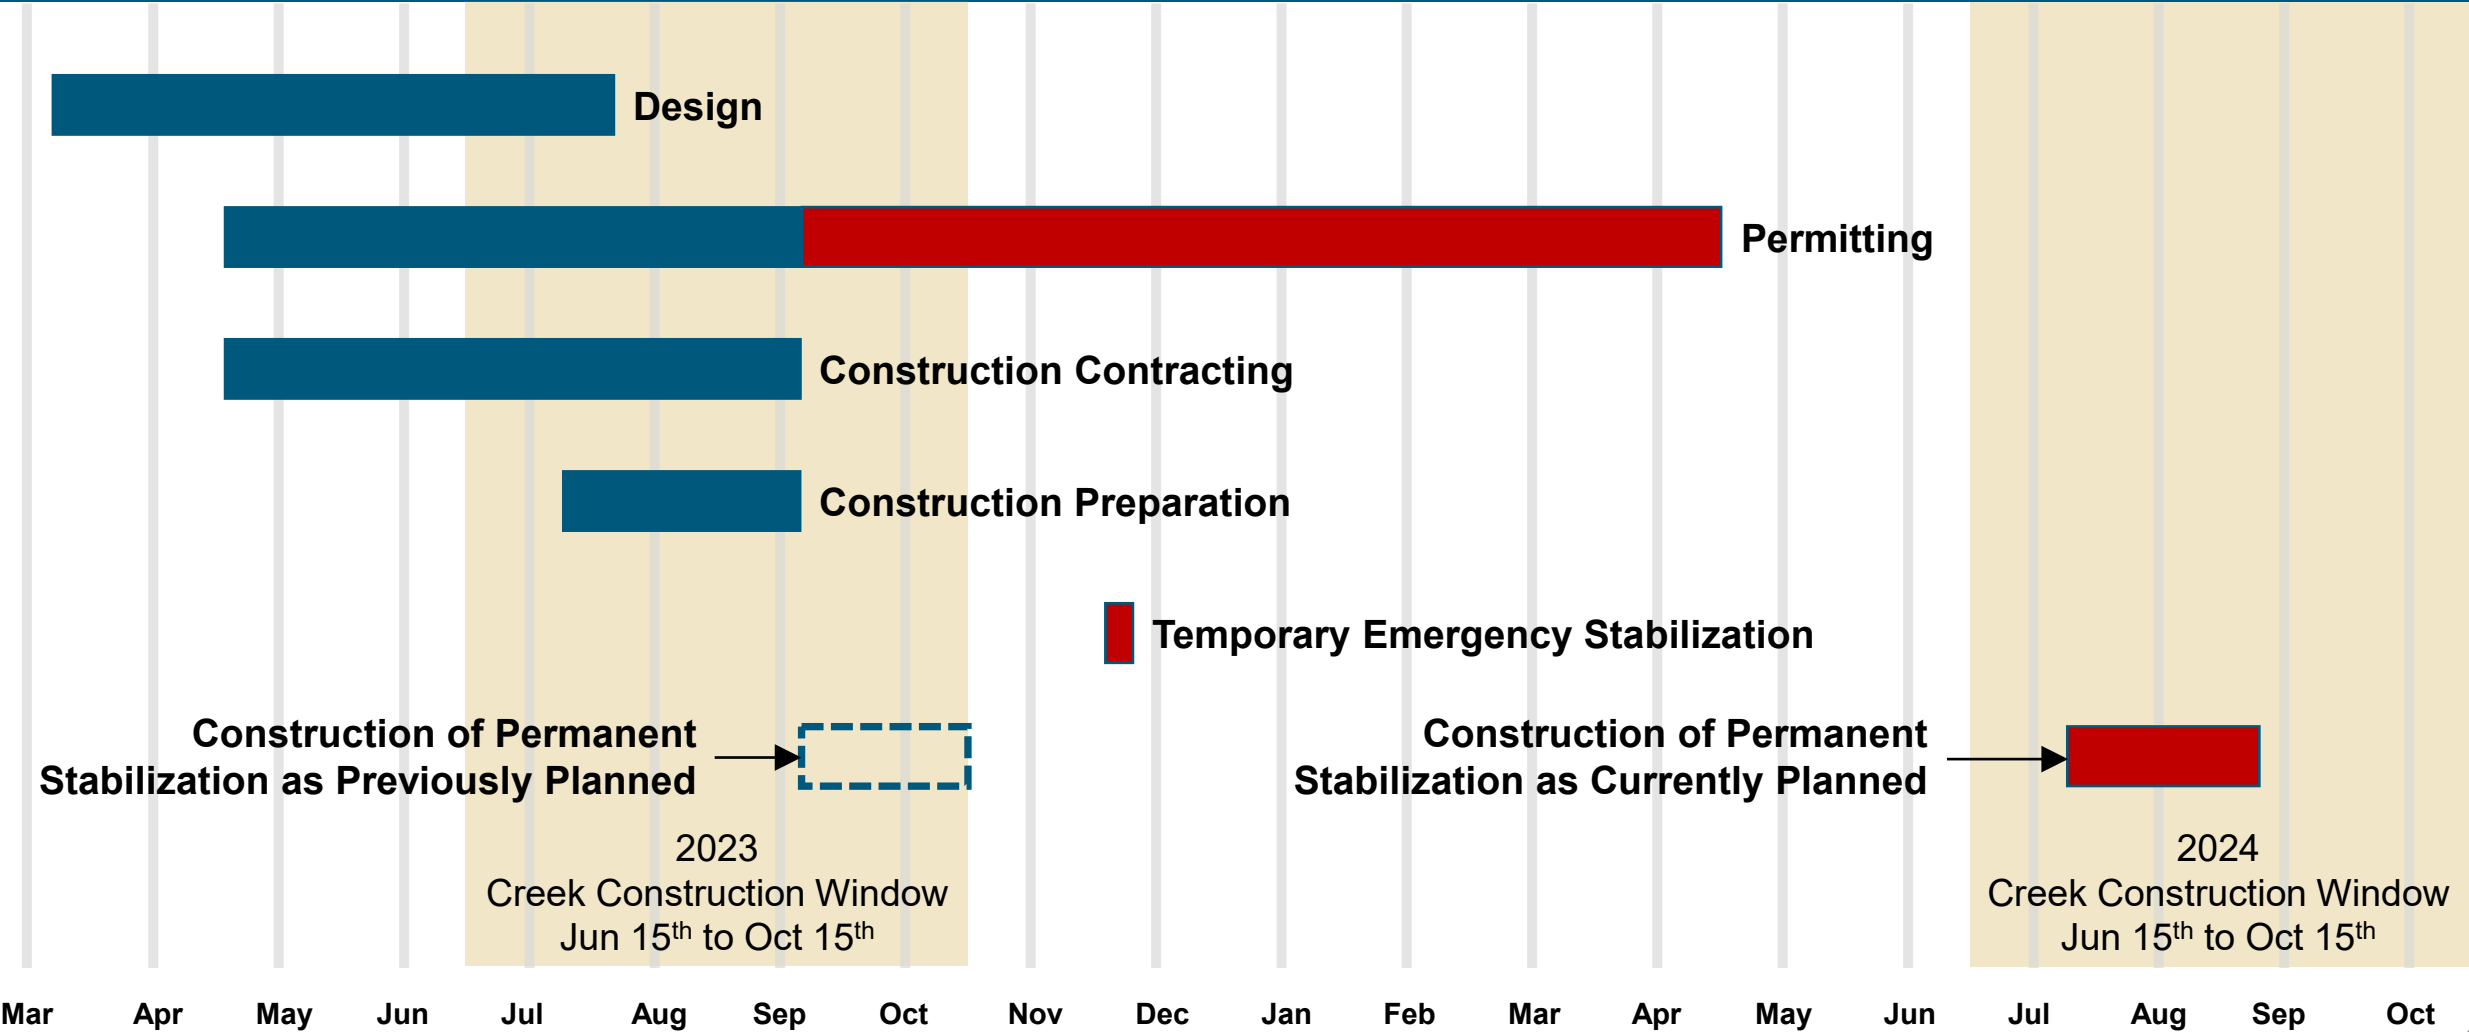 Design
Permitting
Construction Contracting
Construction Preparation
Temporary Emergency Stabilization
Construction of Permanent
Stabilization as Previously Planned
Construction of Permanent
Stabilization as Currently Planned
2023
Creek Construction Window
Jun 15th to Oct 15th
2024
Creek Construction Window
Jun 15th to Oct 15th
Mar Apr May Jun Jul Aug Sep Oct Nov Dec Jan Feb Mar Apr May Jun Jul Aug Sep Oct